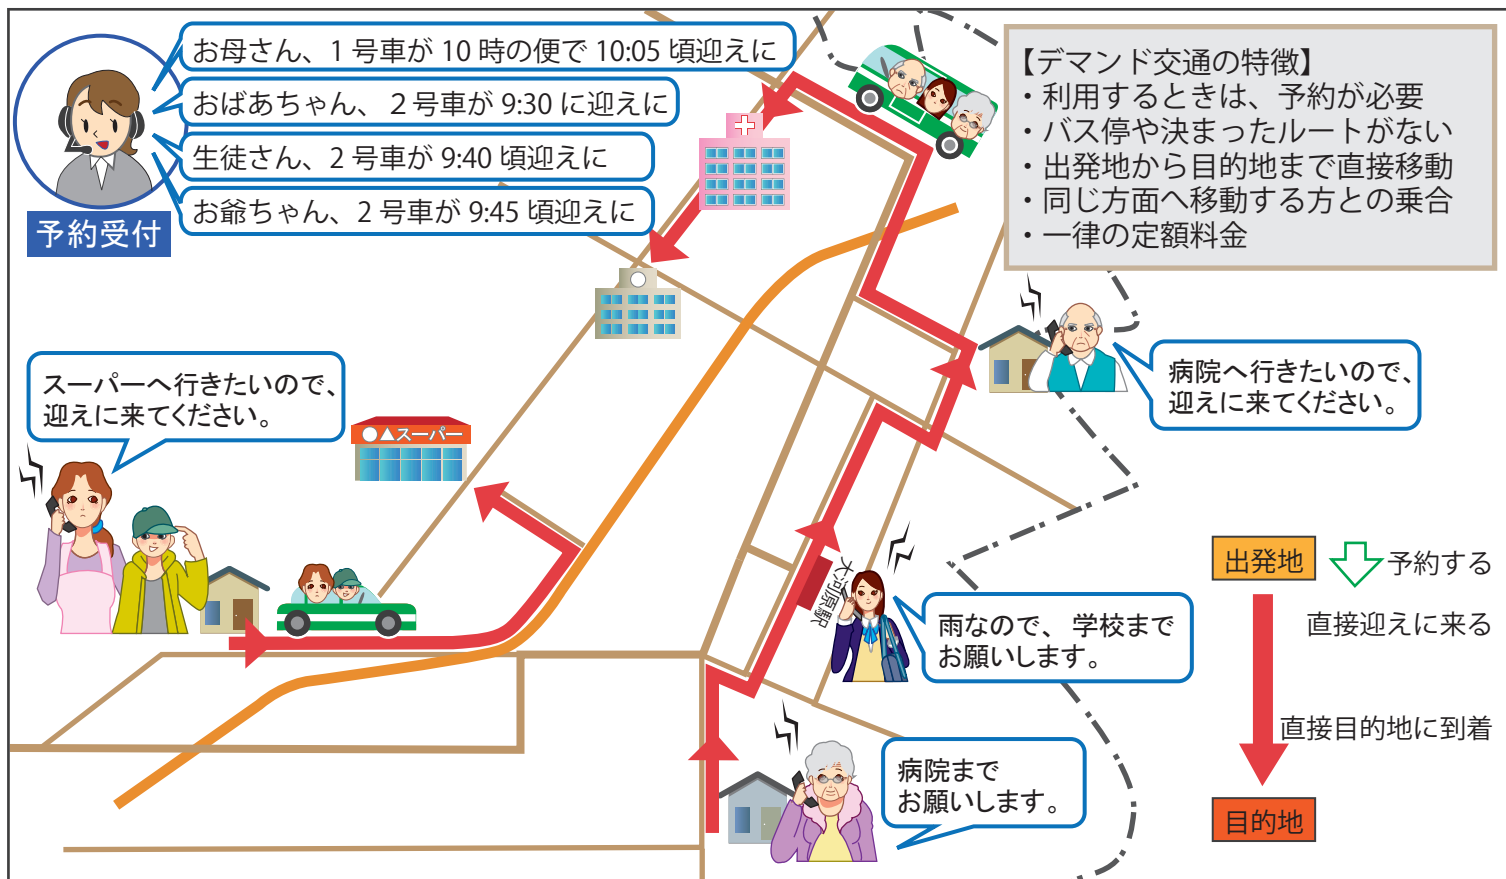 お母さん、1号車が10時の便で10:05頃迎えに
おばあちゃん、2号車が9:30に迎えに
生徒さん、2号車が9:40頃迎えに
お爺ちゃん、2号車が9:45頃迎えに
予約受付
【デマンド交通の特徴】
・利用するときは、予約が必要
・バス停や決まったルートがない
・出発地から目的地まで直接移動
・同じ方面へ移動する方との乗合
・一律の定額料金
スーパーへ行きたいので、
迎えに来てください。
●▲スーパー
病院へ行きたいので、
迎えに来てください。
大河原駅
雨なので、学校まで
お願いします。
病院まで
お願いします。
出発地
予約する
直接迎えに来る
直接目的地に到着
目的地